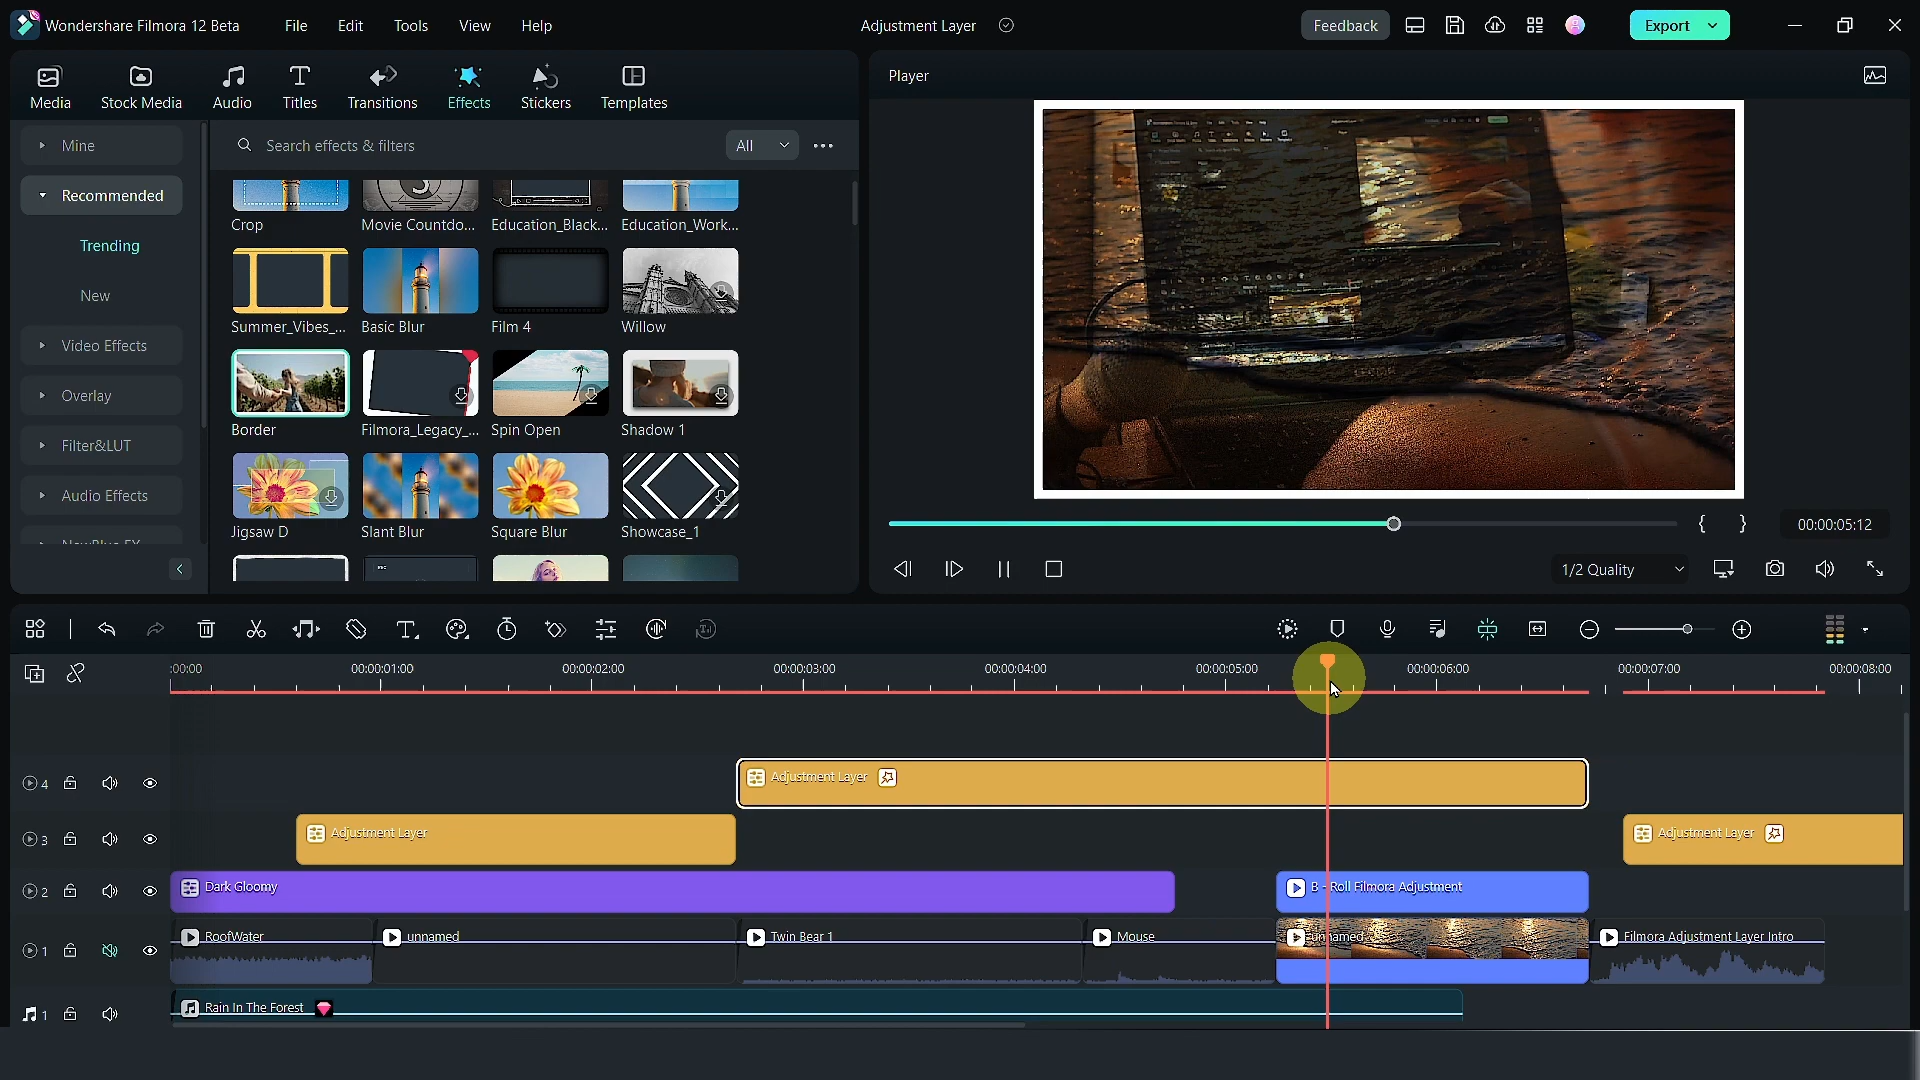 Wondershare Filmora 12 Beta File Edit Tools View Help Adjustment Layer Feedback Export
Media Stock Media Audio Titles Transitions Effects Stickers Templates
Player
Mine
Recommended
Trending
New
Video Effects
Overlay
Filter&LUT
Audio Effects
Search effects & filters All
Crop Movie Countdo... Education_Black... Education_Work...
Summer_Vibes_... Basic Blur Film 4 Willow
Border Filmora_Legacy_... Spin Open Shadow 1
Jigsaw D Slant Blur Square Blur Showcase_1
00:00:05:12
1/2 Quality
:00:00 00:00:01:00 00:00:02:00 00:00:03:00 00:00:04:00 00:00:05:00 00:00:06:00 00:00:07:00 00:00:08:00
4 Adjustment Layer
3 Adjustment Layer Adjustment Layer
2 Dark Gloomy B - Roll Filmora Adjustment
1 RoofWater unnamed Twin Bear 1 Mouse unnamed Filmora Adjustment Layer Intro
1 Rain In The Forest